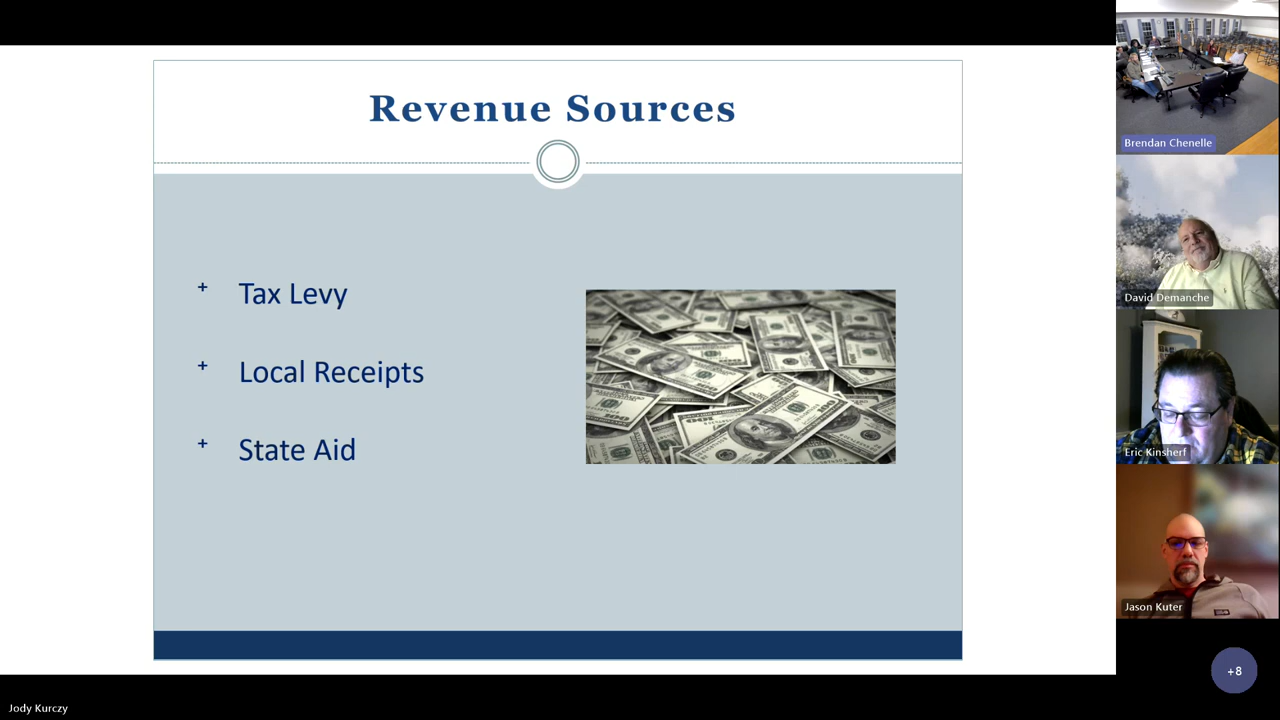 Revenue Sources
+ Tax Levy
+ Local Receipts
+ State Aid
Brendan Chenelle
David Demanche
Eric Kinsherf
Jason Kuter
+8
Jody Kurczy